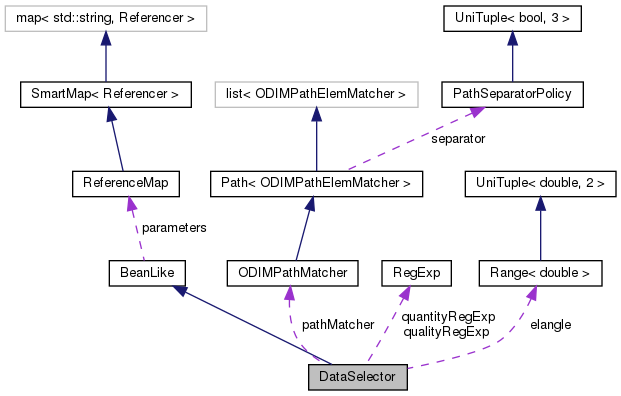 map< std::string, Referencer >
UniTuple< bool, 3 >
SmartMap< Referencer >
list< ODIMPathElemMatcher >
PathSeparatorPolicy
separator
ReferenceMap
Path< ODIMPathElemMatcher >
UniTuple< double, 2 >
parameters
BeanLike
ODIMPathMatcher
RegExp
Range< double >
pathMatcher
quantityRegExp
qualityRegExp
elangle
DataSelector